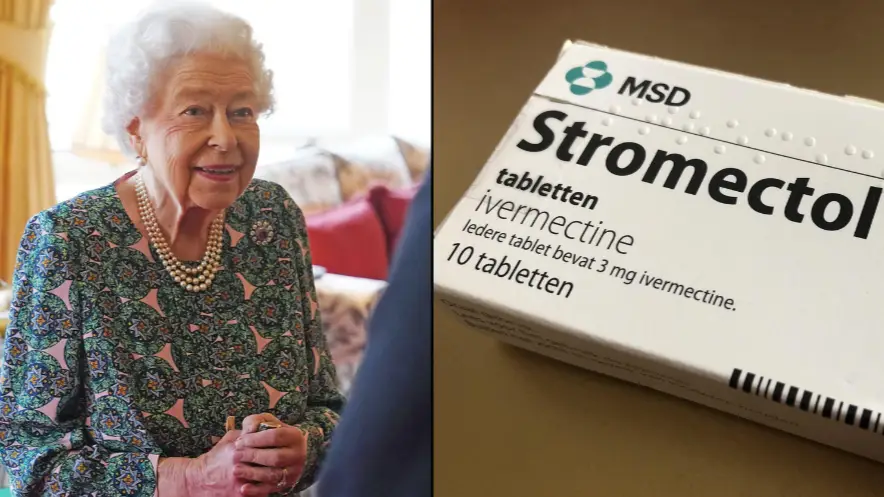 MSD
Stromectol
tabletten
ivermectine
Iedere tablet bevat 3 mg ivermectine.
10 tabletten